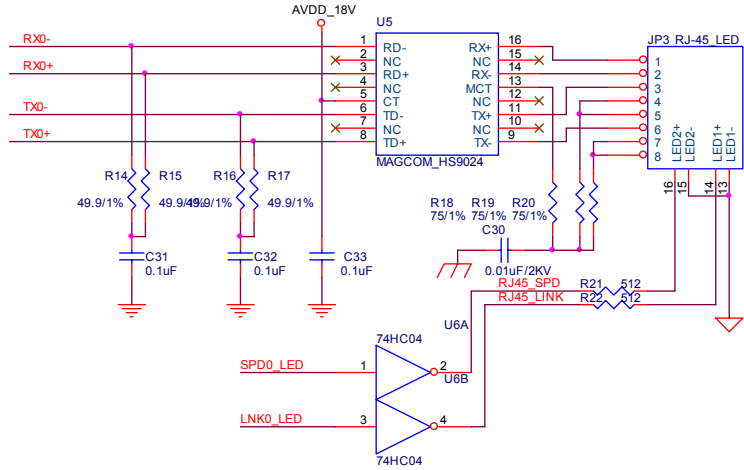 AVDD_18V
U5
JP3 RJ-45_LED
RX0-
1 RD- RX+ 16
2 NC NC 15
RX0+
3 RD+ RX- 14
4 NC MCT 13
5 CT NC 12
TX0-
6 TD- TX+ 11
7 NC NC 10
TX0+
8 TD+ TX- 9
MAGCOM_HS9024
1
2
3
4
5
6
7
8
LED2+
LED2-
LED1+
LED1-
16
15
14
13
R14
R15
R16
R17
49.9/1%
49.9/1%
49.9/1%
49.9/1%
R18
R19
R20
75/1%
75/1%
75/1%
C31
0.1uF
C32
0.1uF
C33
0.1uF
C30
0.01uF/2KV
RJ45_SPD
R21
512
RJ45_LINK
R22
512
U6A
74HC04
SPD0_LED
1
2
U6B
LNK0_LED
3
4
74HC04